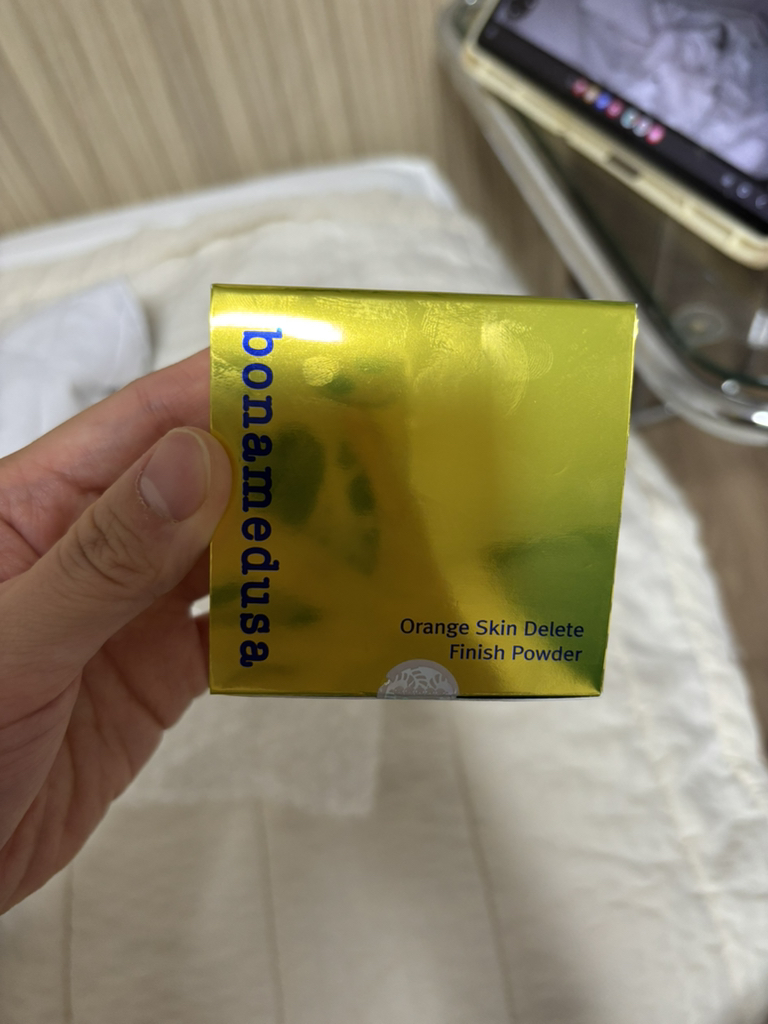 bonamedusa
Orange Skin Delete
Finish Powder